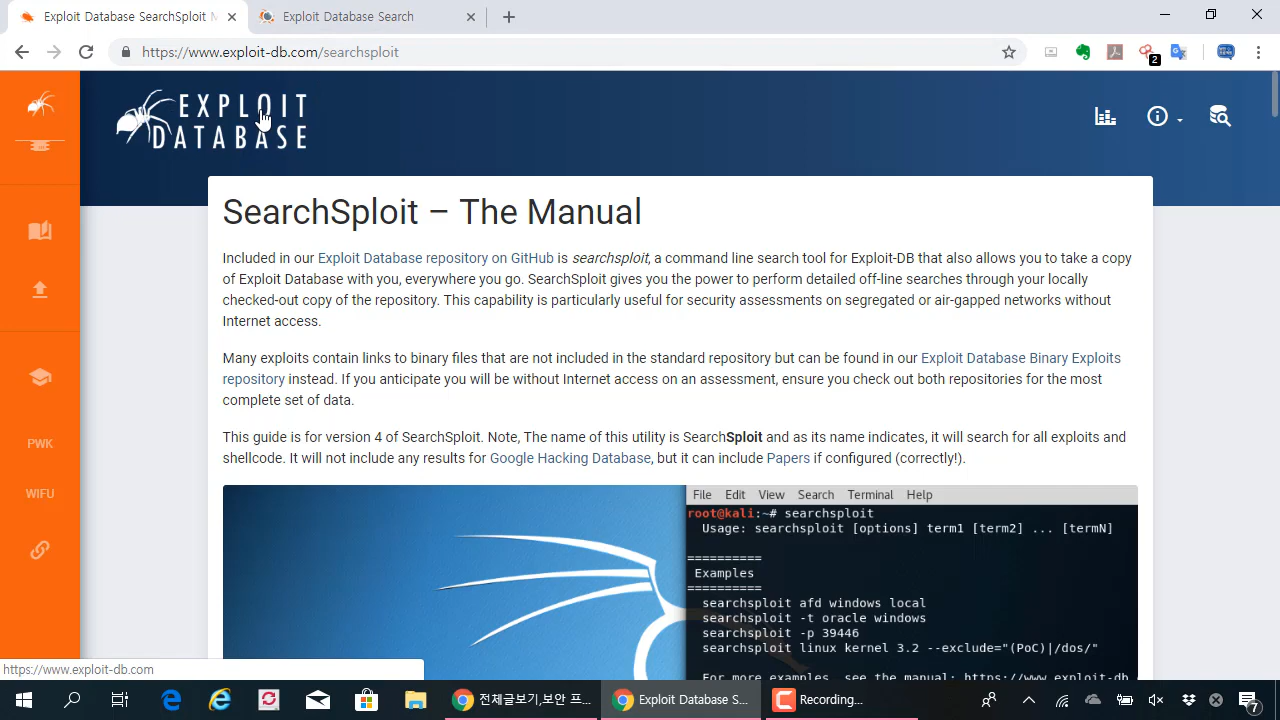 Exploit Database SearchSploit M
Exploit Database Search
https://www.exploit-db.com/searchsploit
2
EXPLOIT
DATABASE
SearchSploit – The Manual
Included in our Exploit Database repository on GitHub is searchsploit, a command line search tool for Exploit-DB that also allows you to take a copy
of Exploit Database with you, everywhere you go. SearchSploit gives you the power to perform detailed off-line searches through your locally
checked-out copy of the repository. This capability is particularly useful for security assessments on segregated or air-gapped networks without
Internet access.
Many exploits contain links to binary files that are not included in the standard repository but can be found in our Exploit Database Binary Exploits
repository instead. If you anticipate you will be without Internet access on an assessment, ensure you check out both repositories for the most
complete set of data.
This guide is for version 4 of SearchSploit. Note, The name of this utility is SearchSploit and as its name indicates, it will search for all exploits and
shellcode. It will not include any results for Google Hacking Database, but it can include Papers if configured (correctly!).
File Edit View Search Terminal Help
root@kali:~# searchsploit
Usage: searchsploit [options] term1 [term2] ... [termN]
==========
Examples
==========
searchsploit afd windows local
searchsploit -t oracle windows
searchsploit -p 39446
searchsploit linux kernel 3.2 --exclude="(PoC)|/dos/"
For more examples, see the manual: https://www.exploit-db
PWK
WIFU
https://www.exploit-db.com
전체글보기,보안 프...
Exploit Database S...
Recording...
7